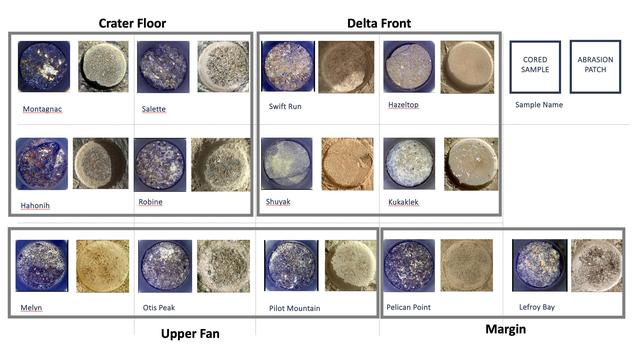 Crater Floor
Delta Front
CORED SAMPLE
ABRASION PATCH
Montagnac
Salette
Swift Run
Hazeltop
Sample Name
Hahonih
Robine
Shuyak
Kukaklek
Melyn
Otis Peak
Pilot Mountain
Pelican Point
Lefroy Bay
Upper Fan
Margin